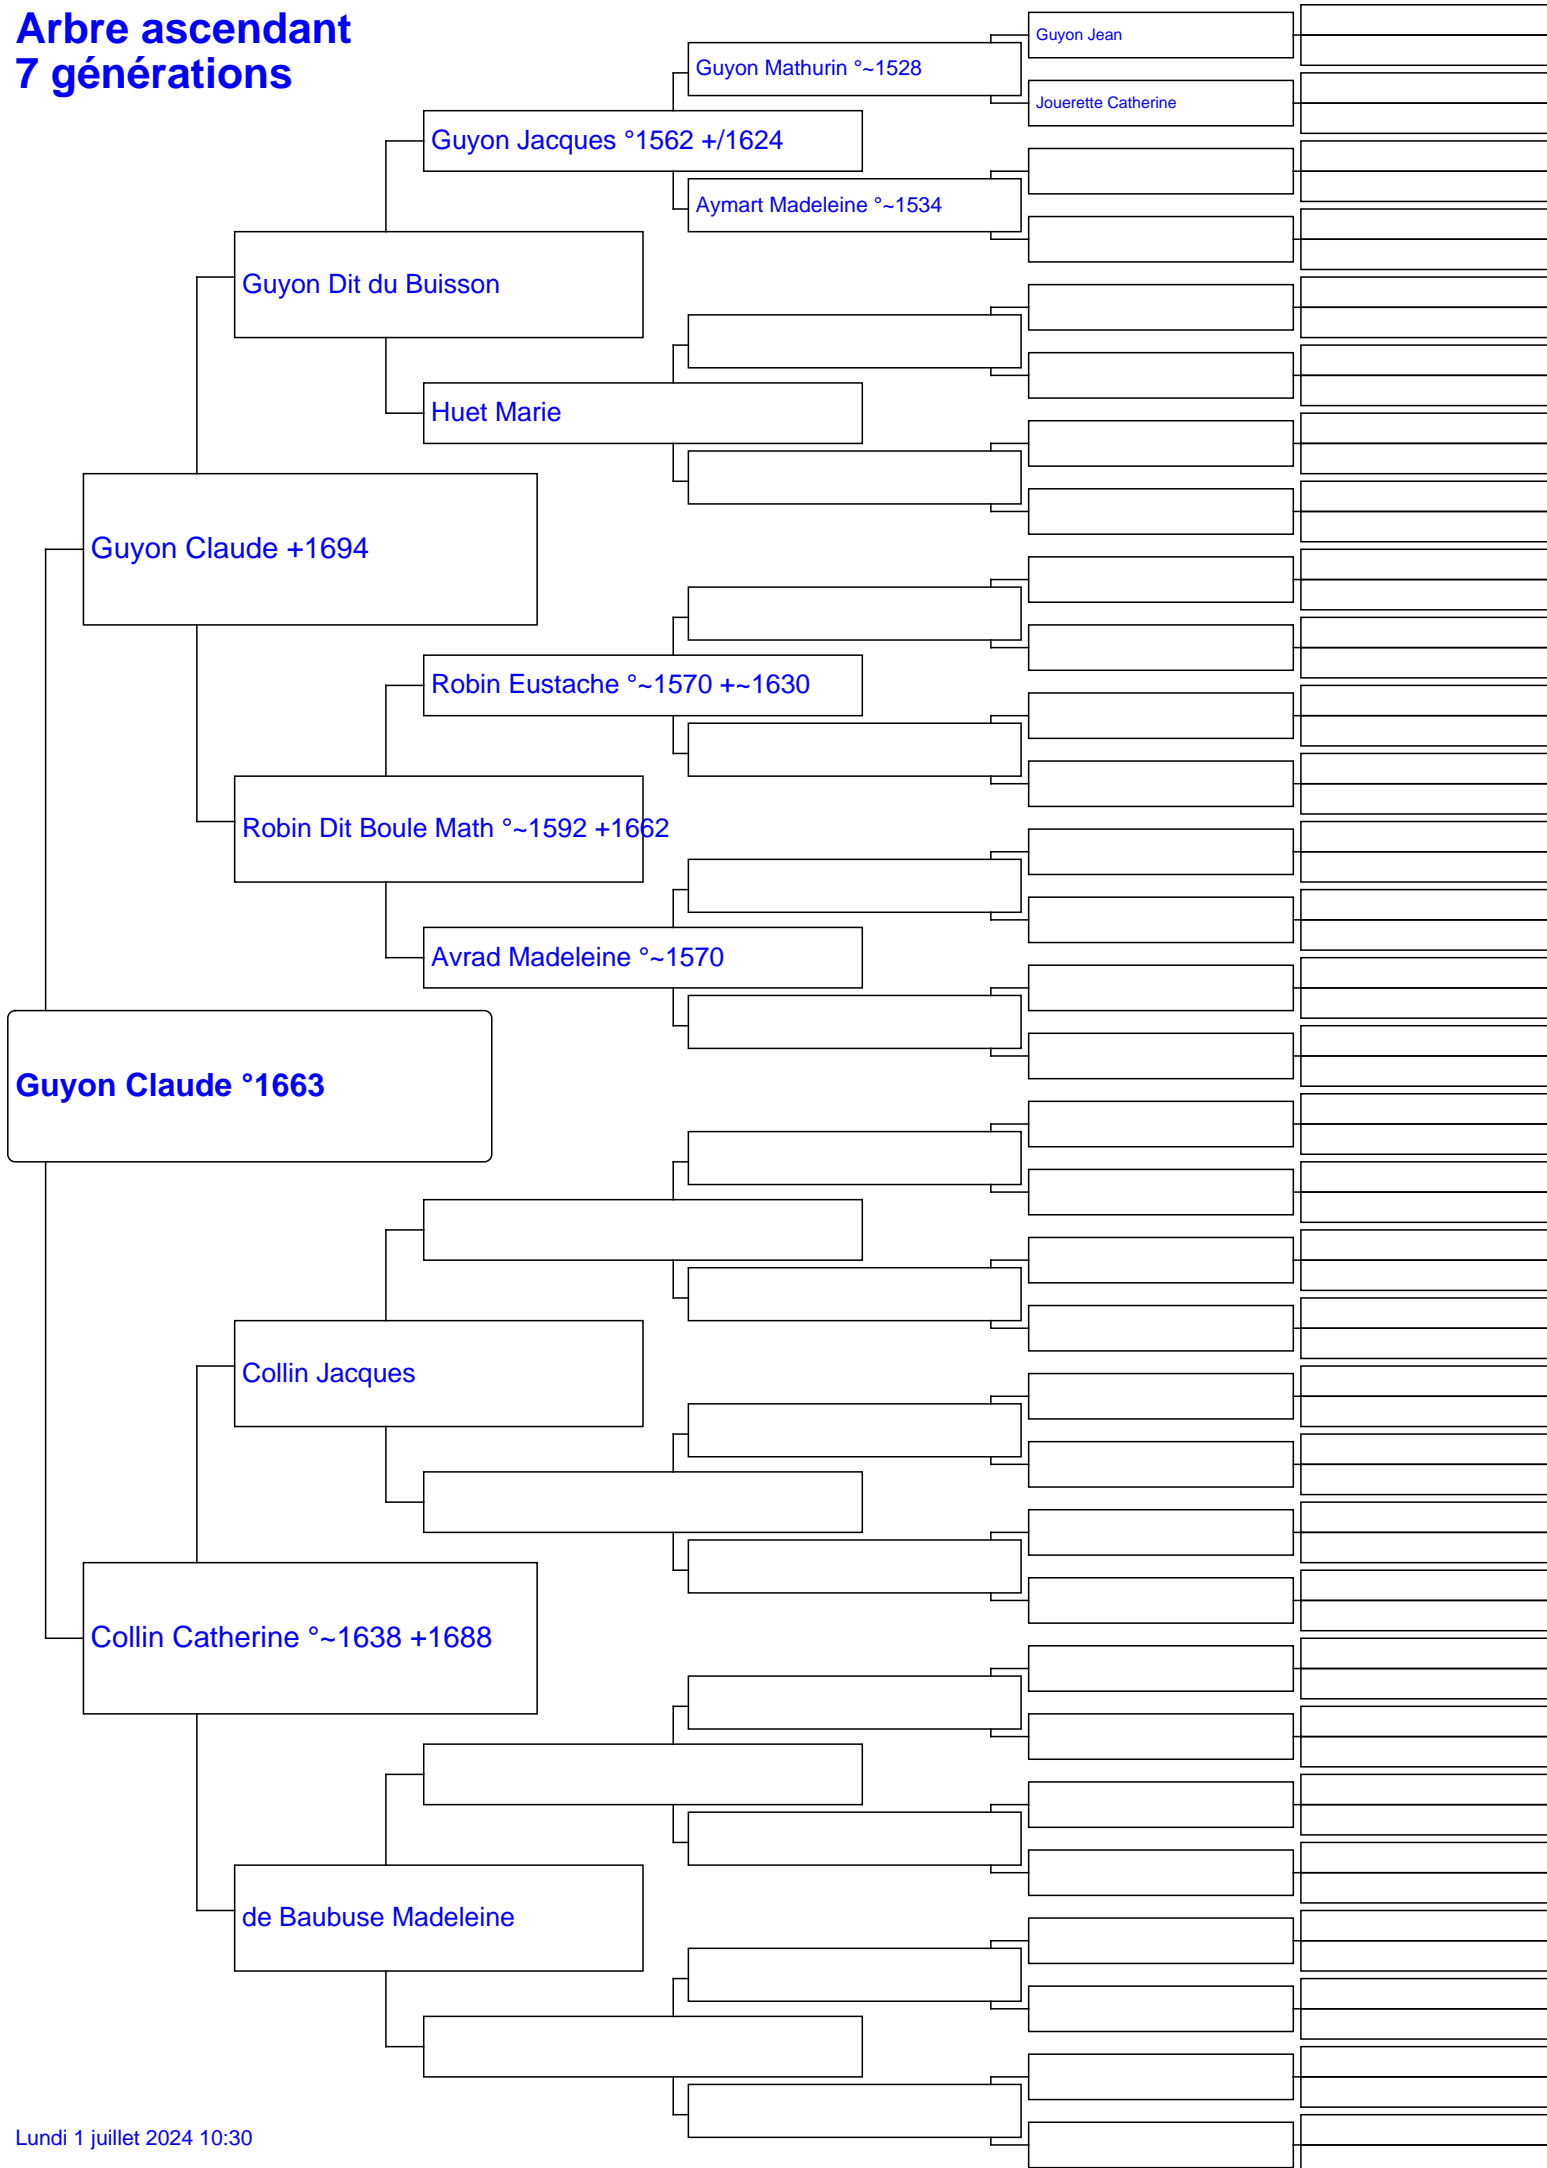 Arbre ascendant
7 générations
Guyon Jean
Guyon Mathurin °~1528
Jouerette Catherine
Guyon Jacques °1562 +/1624
Aymart Madeleine °~1534
Guyon Dit du Buisson
Huet Marie
Guyon Claude +1694
Robin Eustache °~1570 +~1630
Robin Dit Boule Math °~1592 +1662
Avrad Madeleine °~1570
Guyon Claude °1663
Collin Jacques
Collin Catherine °~1638 +1688
de Baubuse Madeleine
Lundi 1 juillet 2024 10:30